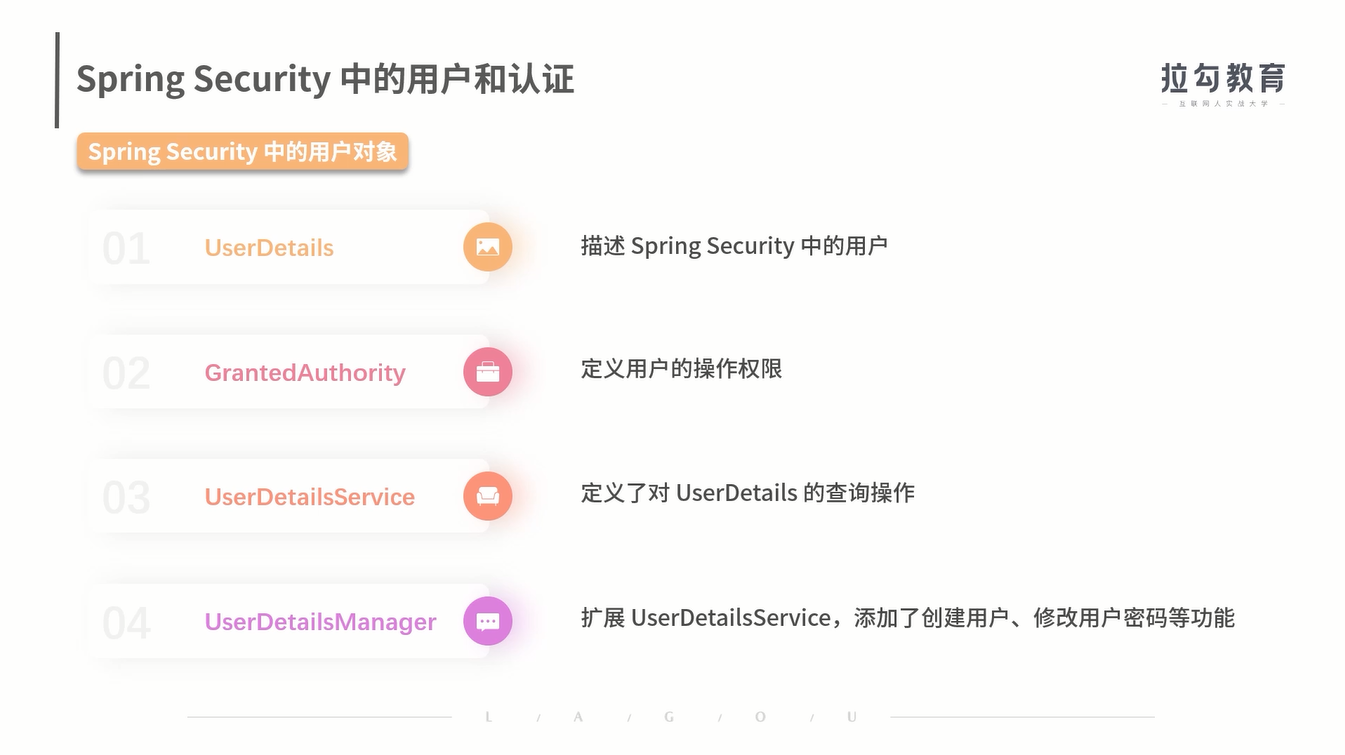 Spring Security 中的用户和认证
拉勾教育
— 互联网人实战大学 —
Spring Security 中的用户对象
01 UserDetails 描述 Spring Security 中的用户
02 GrantedAuthority 定义用户的操作权限
03 UserDetailsService 定义了对 UserDetails 的查询操作
04 UserDetailsManager 扩展 UserDetailsService，添加了创建用户、修改用户密码等功能
L / A / G / O / U